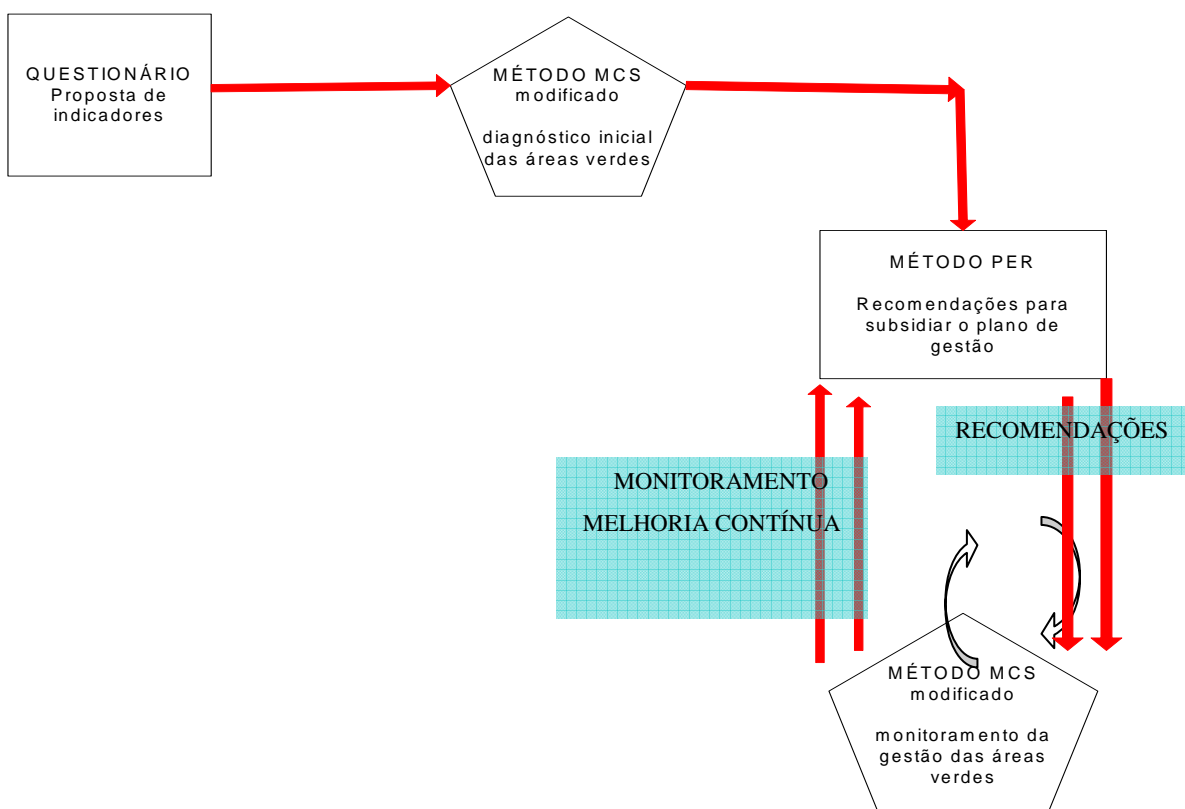 QUESTIONÁRIO
Proposta de
indicadores
MÉTODO MCS
modificado
diagnóstico inicial
das áreas verdes
MÉTODO PER
Recomendações para
subsidiar o plano de
gestão
RECOMENDAÇÕES
MONITORAMENTO
MELHORIA CONTÍNUA
MÉTODO MCS
modificado
monitoramento da
gestão das áreas
verdes